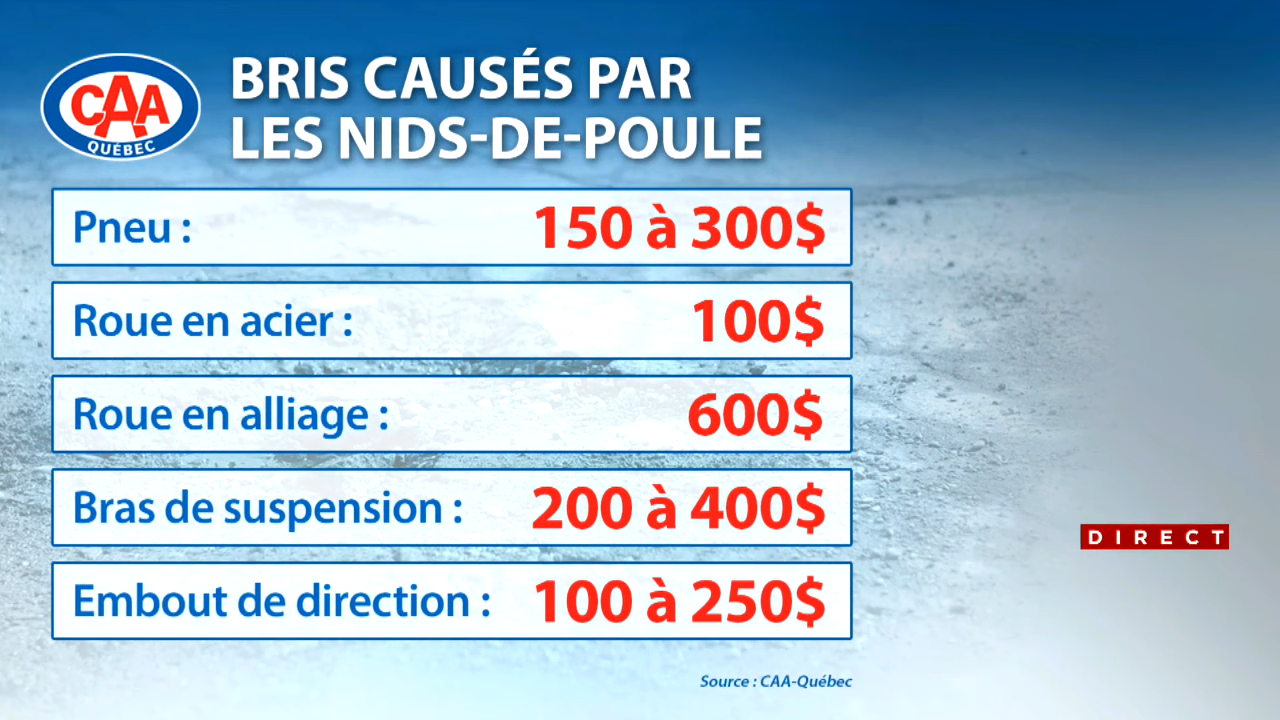 CAA
QUÉBEC
BRIS CAUSÉS PAR
LES NIDS-DE-POULE
Pneu : 150 à 300$
Roue en acier : 100$
Roue en alliage : 600$
Bras de suspension : 200 à 400$
Embout de direction : 100 à 250$
DIRECT
Source : CAA-Québec